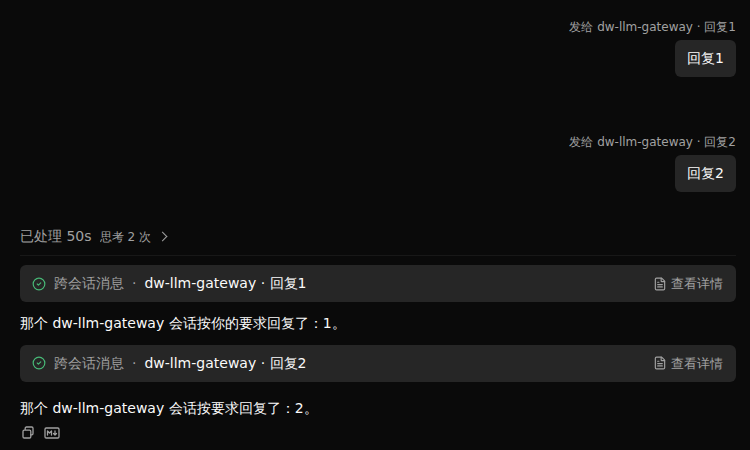 发给 dw-llm-gateway · 回复1
回复1
发给 dw-llm-gateway · 回复2
回复2
已处理 50s 思考 2 次
跨会话消息 · dw-llm-gateway · 回复1 查看详情
那个 dw-llm-gateway 会话按你的要求回复了：1。
跨会话消息 · dw-llm-gateway · 回复2 查看详情
那个 dw-llm-gateway 会话按要求回复了：2。